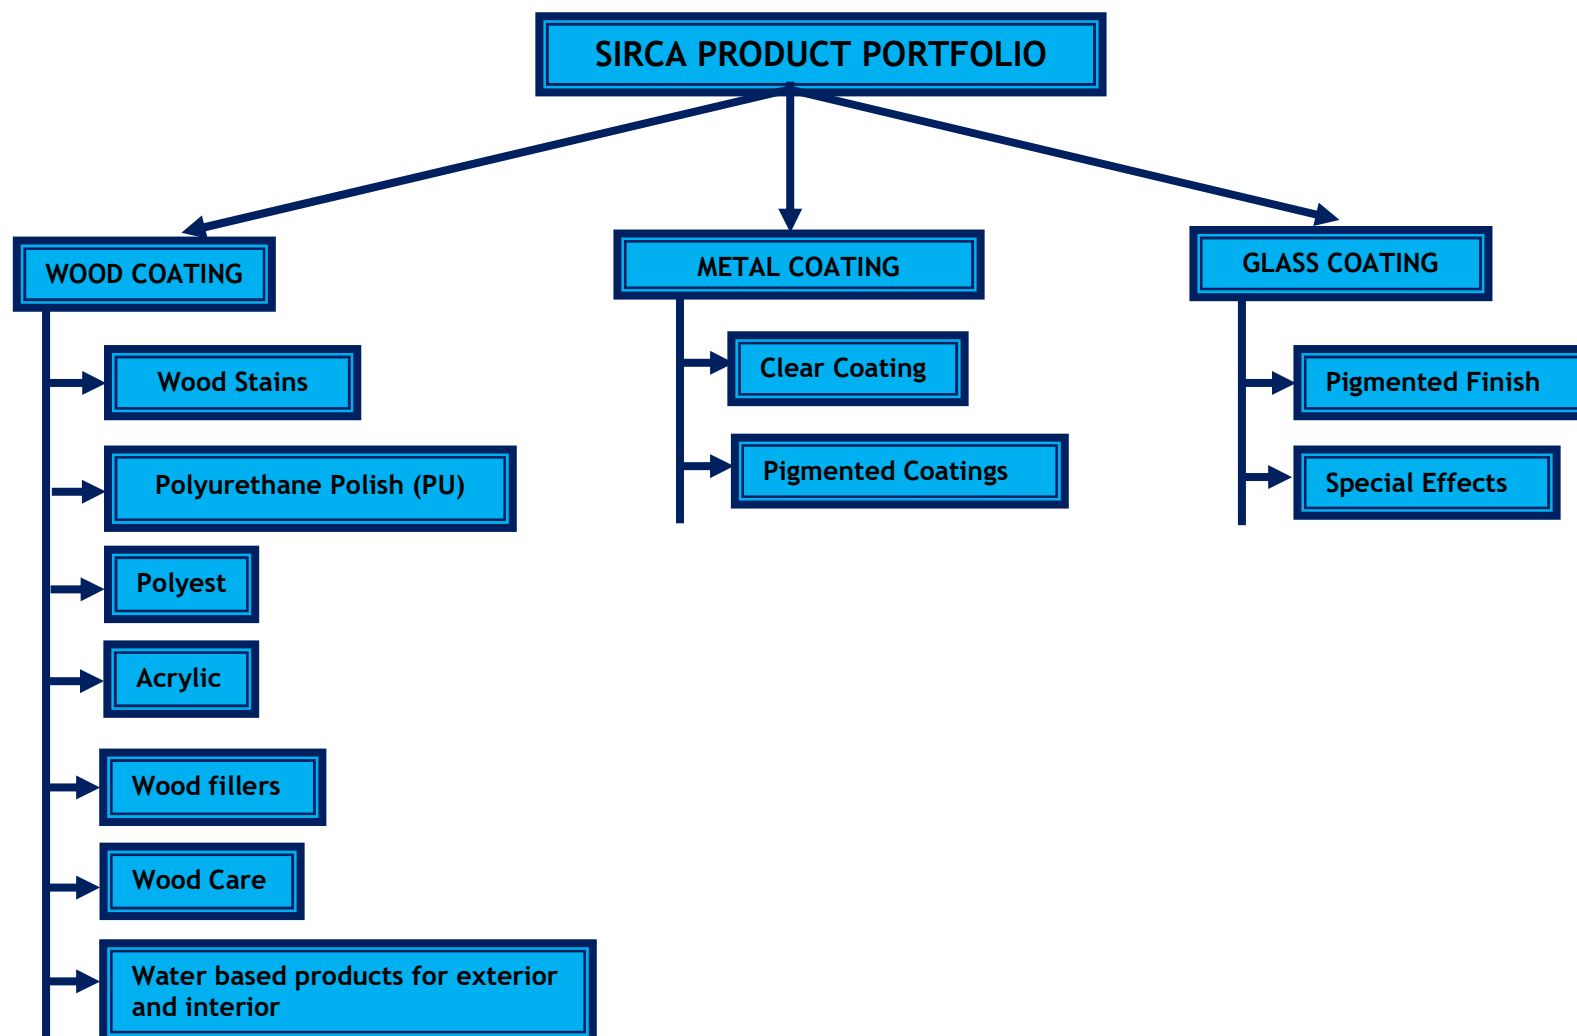 SIRCA PRODUCT PORTFOLIO
WOOD COATING
Wood Stains
Polyurethane Polish (PU)
Polyest
Acrylic
Wood fillers
Wood Care
Water based products for exterior
and interior
METAL COATING
Clear Coating
Pigmented Coatings
GLASS COATING
Pigmented Finish
Special Effects